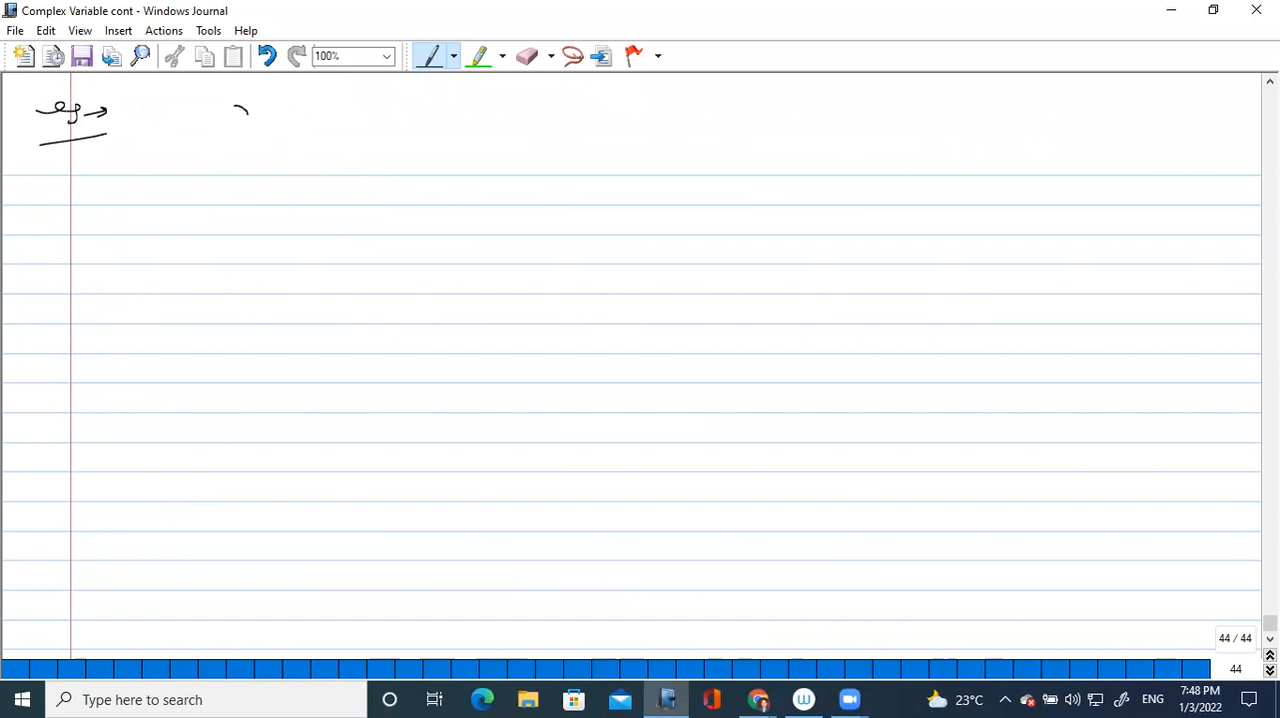 Complex Variable cont - Windows Journal
File Edit View Insert Actions Tools Help
100%
eg →
44 / 44
44
Type here to search
W
23°C
ENG
7:48 PM
1/3/2022